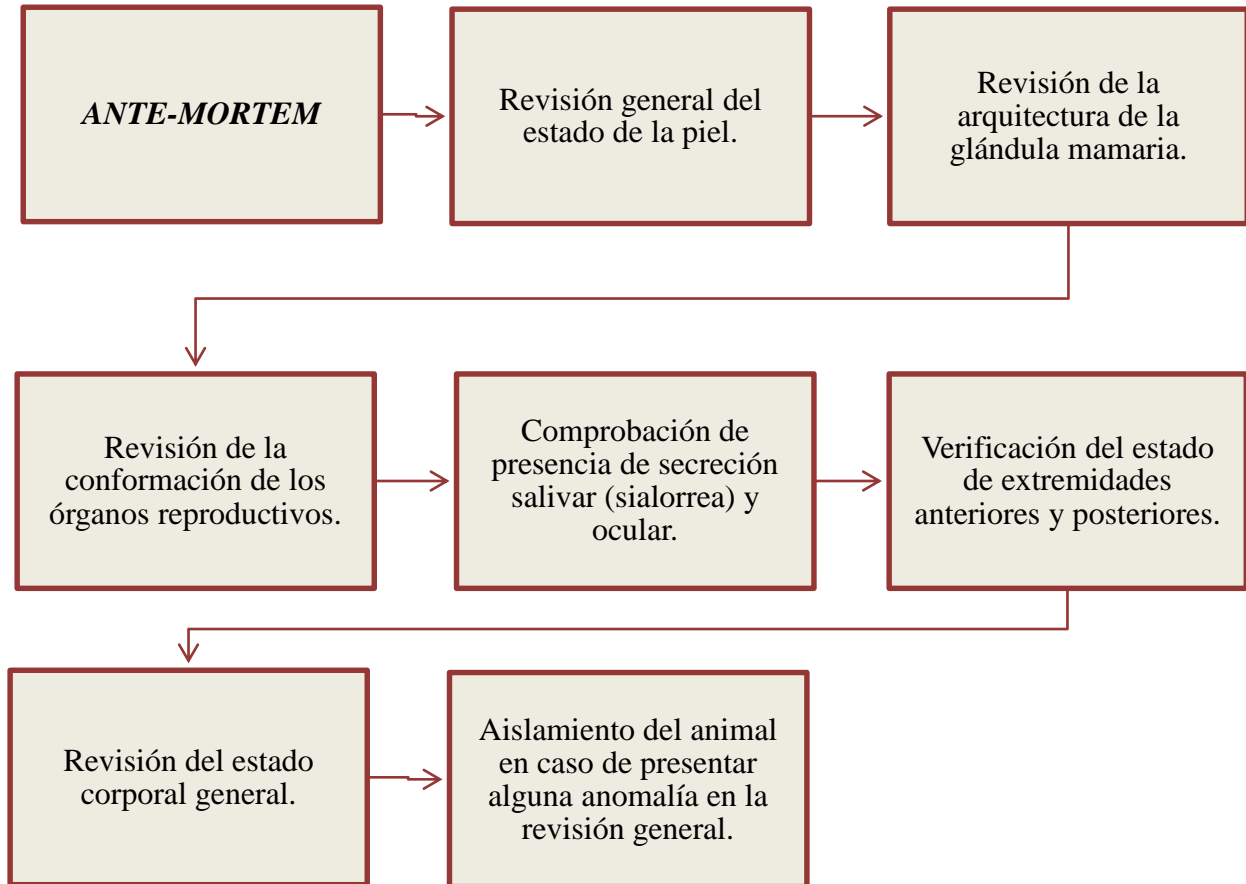 ANTE-MORTEM
Revisión general del
estado de la piel.
Revisión de la
arquitectura de la
glándula mamaria.
Revisión de la
conformación de los
órganos reproductivos.
Comprobación de
presencia de secreción
salivar (sialorrea) y
ocular.
Verificación del estado
de extremidades
anteriores y posteriores.
Revisión del estado
corporal general.
Aislamiento del animal
en caso de presentar
alguna anomalía en la
revisión general.